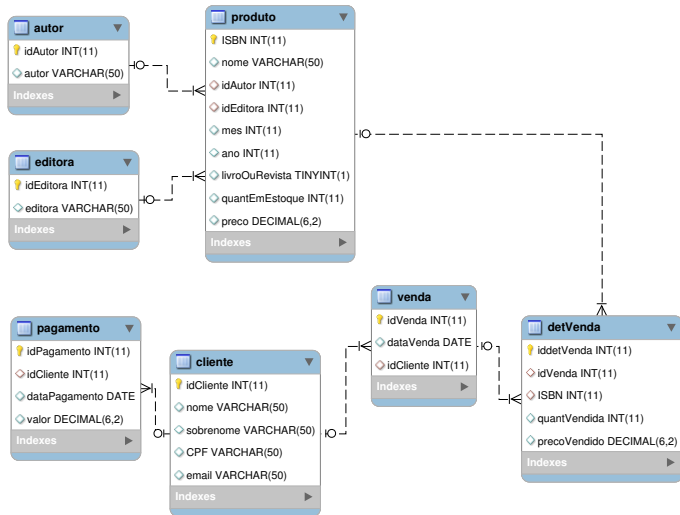 autor
idAutor INT(11)
autor VARCHAR(50)
Indexes
produto
ISBN INT(11)
nome VARCHAR(50)
idAutor INT(11)
idEditora INT(11)
mes INT(11)
ano INT(11)
livroOuRevista TINYINT(1)
quantEmEstoque INT(11)
preco DECIMAL(6,2)
Indexes
editora
idEditora INT(11)
editora VARCHAR(50)
Indexes
pagamento
idPagamento INT(11)
idCliente INT(11)
dataPagamento DATE
valor DECIMAL(6,2)
Indexes
cliente
idCliente INT(11)
nome VARCHAR(50)
sobrenome VARCHAR(50)
CPF VARCHAR(50)
email VARCHAR(50)
Indexes
venda
idVenda INT(11)
dataVenda DATE
idCliente INT(11)
Indexes
detVenda
iddetVenda INT(11)
idVenda INT(11)
ISBN INT(11)
quantVendida INT(11)
precoVendido DECIMAL(6,2)
Indexes